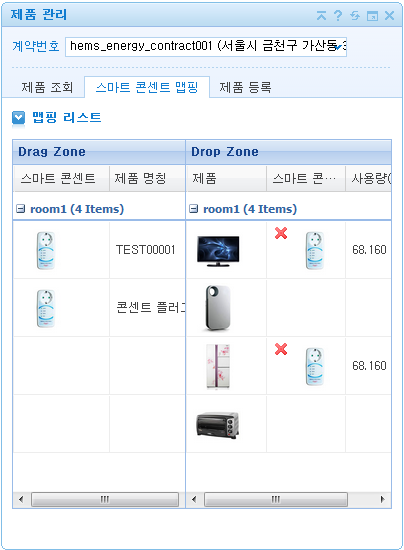 제품 관리
계약번호 hems_energy_contract001 (서울시 금천구 가산동
제품 조회 스마트 콘센트 맵핑 제품 등록
맵핑 리스트
Drag Zone Drop Zone
스마트 콘센트 제품 명칭 제품 스마트 콘··· 사용량(
room1 (4 Items) room1 (4 Items)
TEST00001 68,160
콘센트 플러그
68,160